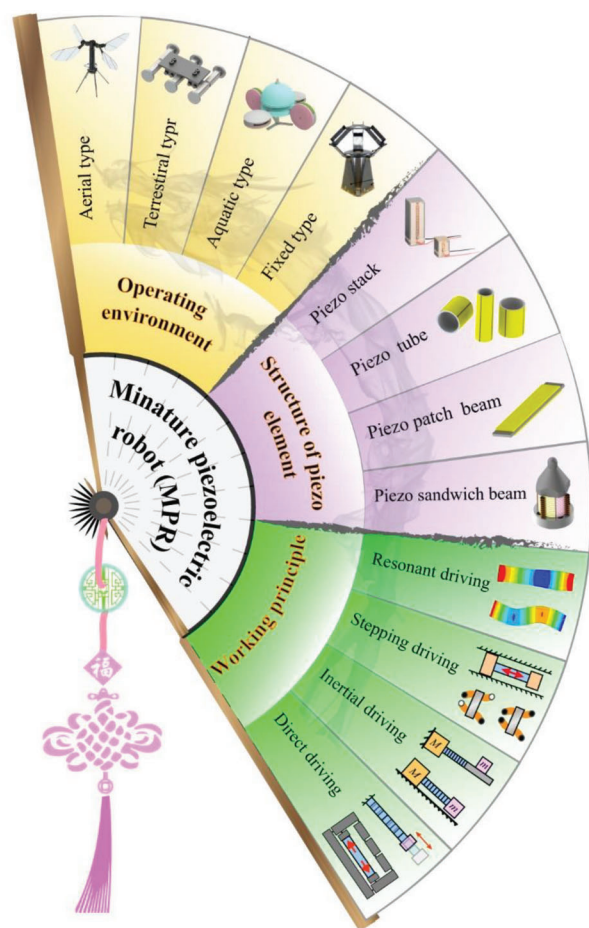 Aerial type
Terrestiral typr
Aquatic type
Fixed type
Operating
environment
Piezo stack
Piezo tube
Piezo patch beam
Piezo sandwich beam
Structure of piezo
element
Minature piezoelectric
robot (MPR)
Working principle
Resonant driving
Stepping driving
Inertial driving
M
m
M
m
Direct driving
福